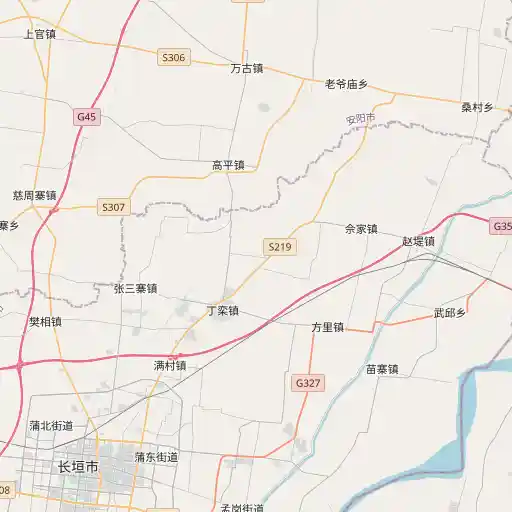 上官镇
S306
万古镇
老爷庙乡
桑村乡
G45
安阳市
高平镇
慈周寨镇
S307
寨乡
佘家镇
赵堤镇
G35
S219
张三寨镇
丁栾镇
樊相镇
方里镇
武邱乡
满村镇
苗寨镇
G327
蒲北街道
长垣市
蒲东街道
08
孟岗街道